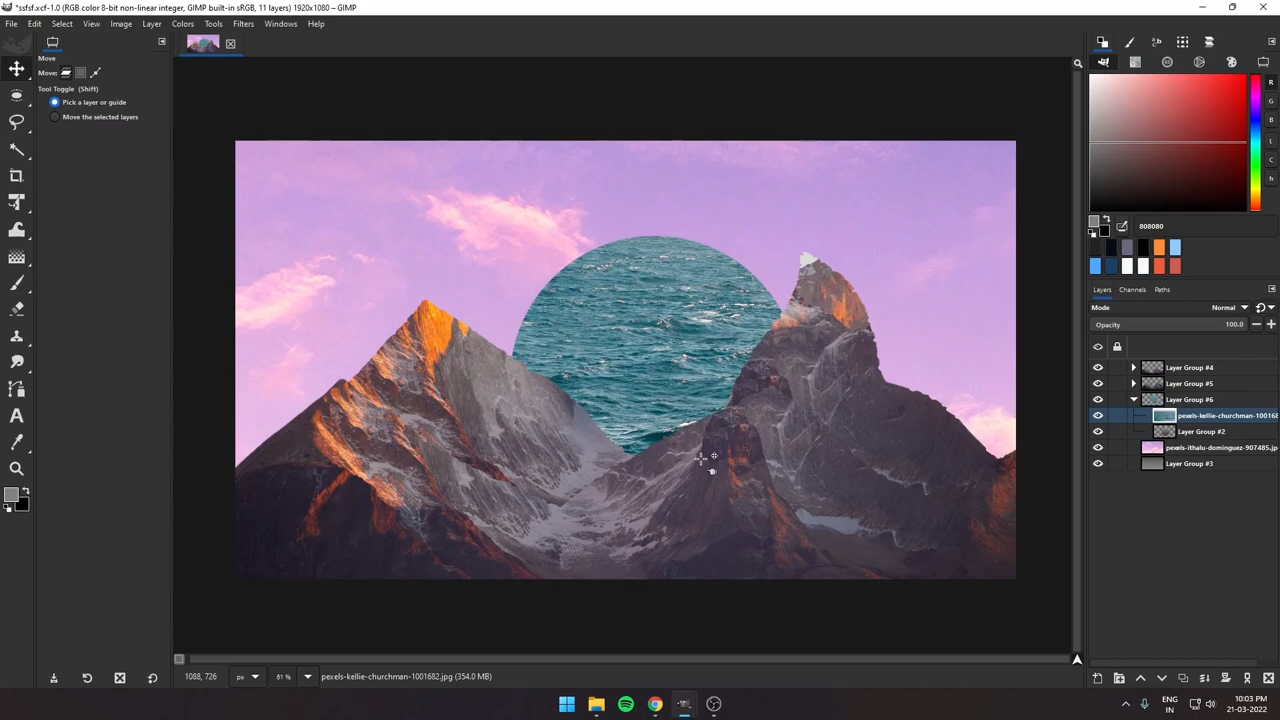 *ssfsf.xcf-1.0 (RGB color 8-bit non-linear integer, GIMP built-in sRGB, 11 layers) 1920x1080 – GIMP
File Edit Select View Image Layer Colors Tools Filters Windows Help
Move
Move:
Tool Toggle (Shift)
Pick a layer or guide
Move the selected layers
R
G
B
L
C
h
808080
Layers Channels Paths
Mode Normal
Opacity 100.0
Layer Group #4
Layer Group #5
Layer Group #6
pexels-kellie-churchman-100168
Layer Group #2
pexels-ithalu-dominguez-907485.jp
Layer Group #3
1088, 726 px 61 % pexels-kellie-churchman-1001682.jpg (354.0 MB)
ENG
IN
10:03 PM
21-03-2022